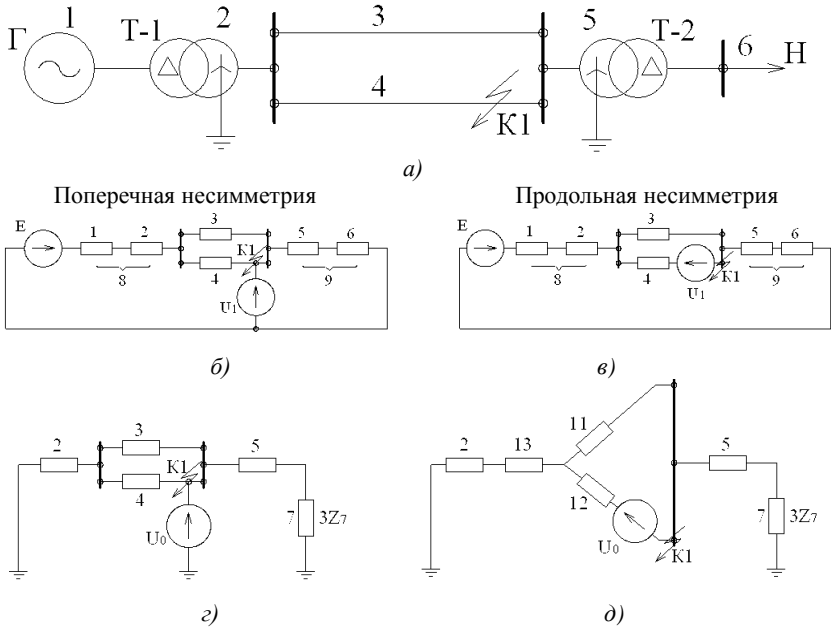 Г 1 Т-1 2 3 5 Т-2 6 Н
4 К1
а)
Поперечная несимметрия Продольная несимметрия
E 1 2 3 К1 5 6
8 4 9
U1
E 1 2 3 5 6
8 4 U1 К1 9
б) в)
2 3 К1 5
4 7 3Z7
U0
2 13 11 5
12 7 3Z7
U0 К1
г) д)